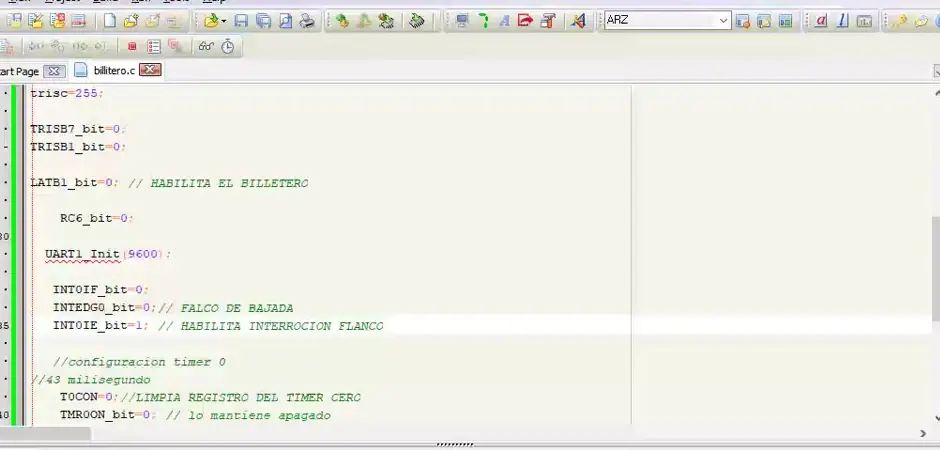 ARZ
art Page
billitero.c
trisc=255;
TRISB7_bit=0;
TRISB1_bit=0;
LATB1_bit=0; // HABILITA EL BILLETERO
RC6_bit=0;
UART1_Init(9600);
INT0IF_bit=0;
INTEDG0_bit=0;// FALCO DE BAJADA
INT0IE_bit=1; // HABILITA INTERROCION FLANCO
//configuracion timer 0
//43 milisegundo
T0CON=0;//LIMPIA REGISTRO DEL TIMER CERO
TMR0ON_bit=0; // lo mantiene apagado